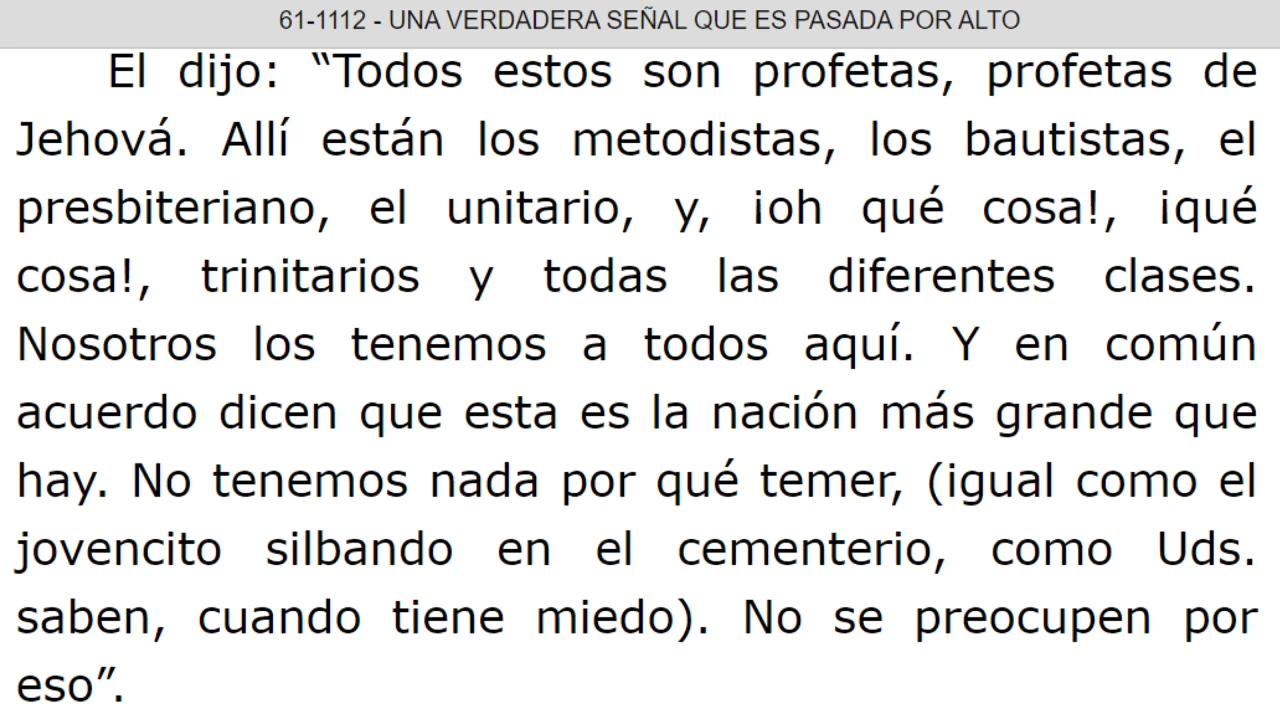 61-1112 - UNA VERDADERA SEÑAL QUE ES PASADA POR ALTO
El dijo: “Todos estos son profetas, profetas de
Jehová. Allí están los metodistas, los bautistas, el
presbiteriano, el unitario, y, ¡oh qué cosa!, ¡qué
cosa!, trinitarios y todas las diferentes clases.
Nosotros los tenemos a todos aquí. Y en común
acuerdo dicen que esta es la nación más grande que
hay. No tenemos nada por qué temer, (igual como el
jovencito silbando en el cementerio, como Uds.
saben, cuando tiene miedo). No se preocupen por
eso”.